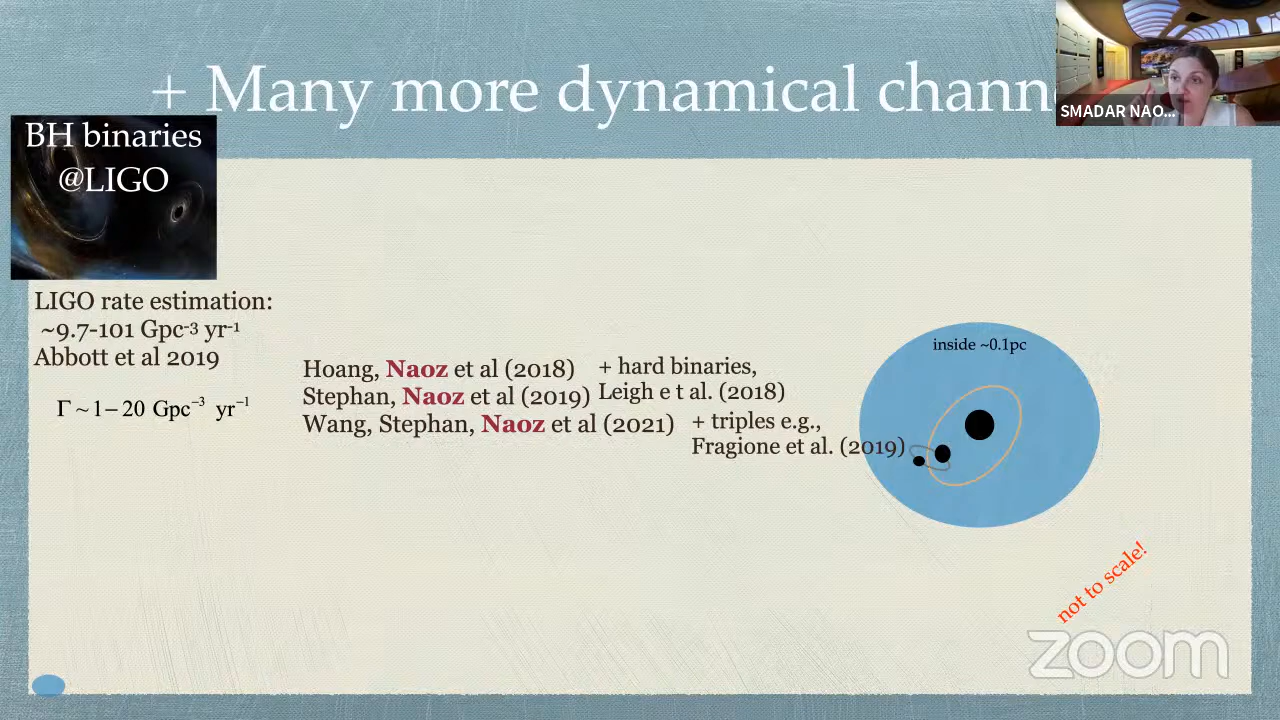 + Many more dynamical chann
SMADAR NAO...
BH binaries
@LIGO
LIGO rate estimation:
~9.7-101 Gpc⁻³ yr⁻¹
Abbott et al 2019
Γ ~ 1 – 20 Gpc⁻³ yr⁻¹
Hoang, Naoz et al (2018)
Stephan, Naoz et al (2019)
Wang, Stephan, Naoz et al (2021)
+ hard binaries,
Leigh e t al. (2018)
+ triples e.g.,
Fragione et al. (2019)
inside ~0.1pc
not to scale!
zoom